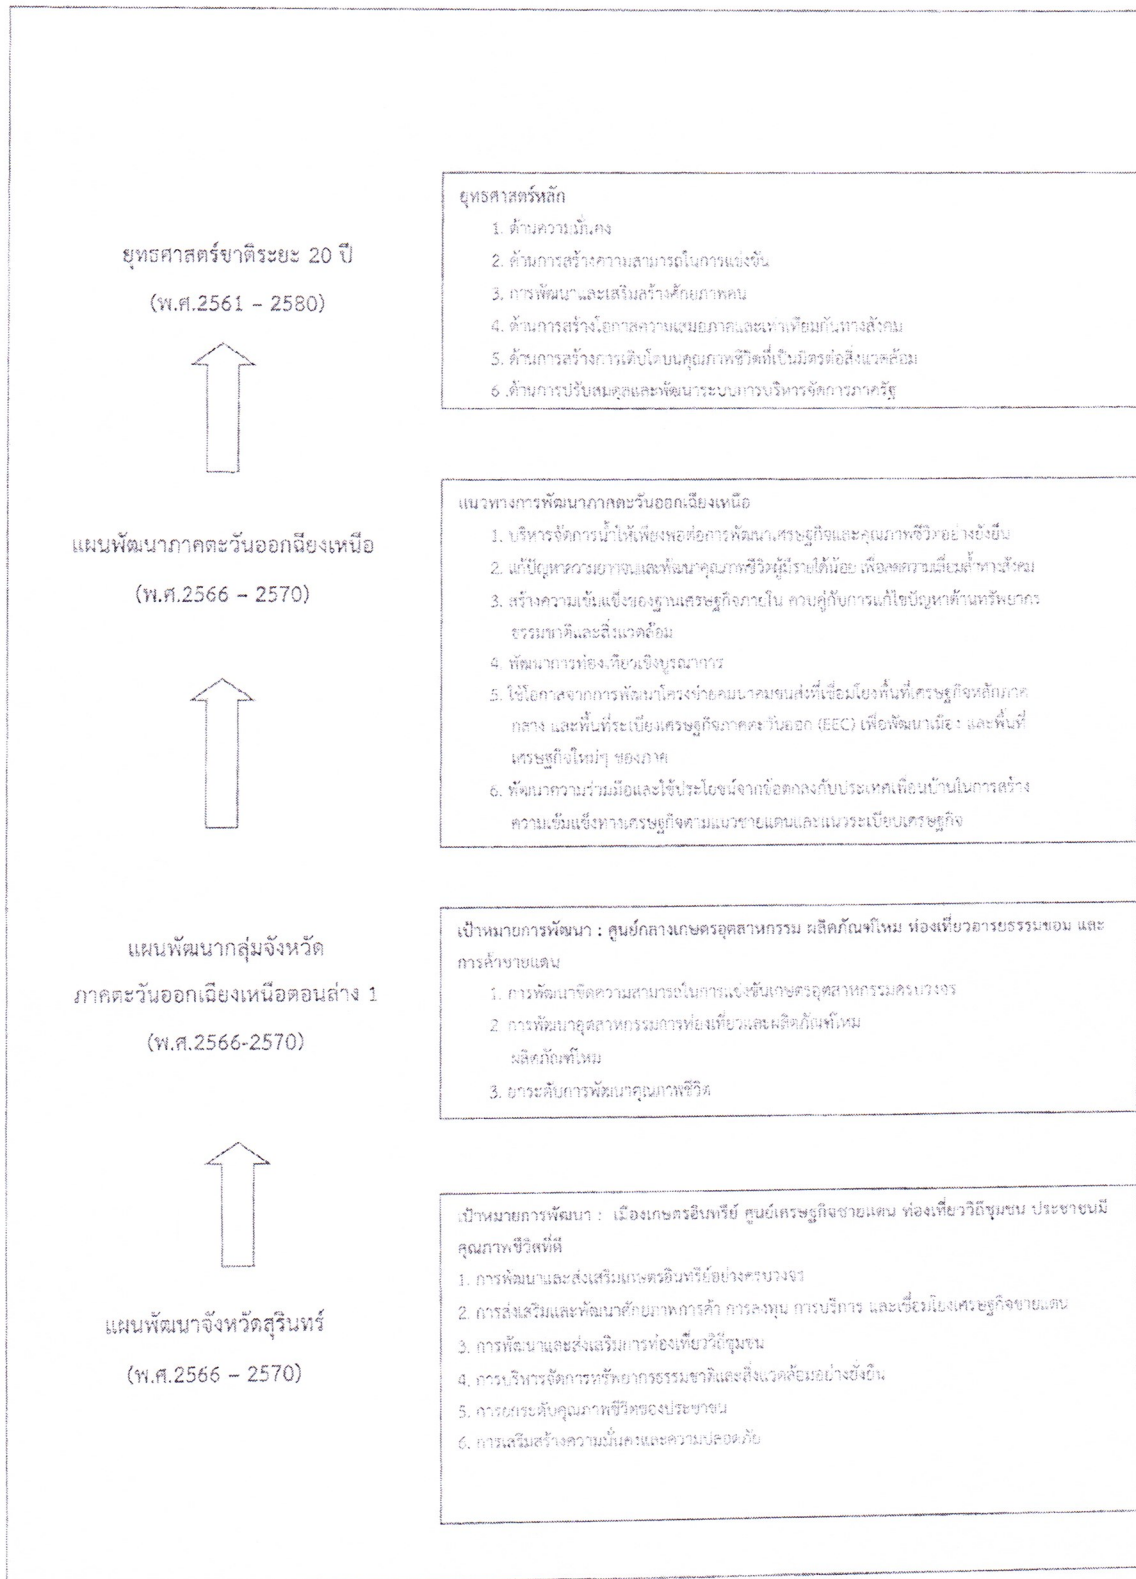 ยุทธศาสตร์ชาติระยะ 20 ปี
(พ.ศ.2561 – 2580)
ยุทธศาสตร์หลัก
1. ด้านความมั่นคง
2. ด้านการสร้างความสามารถในการแข่งขัน
3. การพัฒนาและเสริมสร้างศักยภาพคน
4. ด้านการสร้างโอกาสความเสมอภาคและเท่าเทียมกันทางสังคม
5. ด้านการสร้างการเติบโตบนคุณภาพชีวิตที่เป็นมิตรต่อสิ่งแวดล้อม
6 .ด้านการปรับสมดุลและพัฒนาระบบการบริหารจัดการภาครัฐ
แผนพัฒนาภาคตะวันออกเฉียงเหนือ
(พ.ศ.2566 – 2570)
แนวทางการพัฒนาภาคตะวันออกเฉียงเหนือ
1. บริหารจัดการน้ำให้เพียงพอต่อการพัฒนาเศรษฐกิจและคุณภาพชีวิตอย่างยั่งยืน
2. แก้ปัญหาความยากจนและพัฒนาคุณภาพชีวิตผู้มีรายได้น้อย เพื่อลดความเลื่อมล้ำทางสังคม
3. สร้างความเข้มแข็งของฐานเศรษฐกิจภายใน ควบคู่กับการแก้ไขปัญหาด้านทรัพยากร
ธรรมชาติและสิ่งแวดล้อม
4. พัฒนาการท่องเที่ยวเชิงบูรณาการ
5. ใช้โอกาสจากการพัฒนาโครงข่ายคมนาคมขนส่งที่เชื่อมโยงพื้นที่เศรษฐกิจหลักภาค
กลาง และพื้นที่ระเบียงเศรษฐกิจภาคตะวันออก (EEC) เพื่อพัฒนาเมือง และพื้นที่
เศรษฐกิจใหม่ๆ ของภาค
6. พัฒนาความร่วมมือและใช้ประโยชน์จากข้อตกลงกับประเทศเพื่อนบ้านในการสร้าง
ความเข้มแข็งทางเศรษฐกิจตามแนวชายแดนและแนวระเบียบเศรษฐกิจ
แผนพัฒนากลุ่มจังหวัด
ภาคตะวันออกเฉียงเหนือตอนล่าง 1
(พ.ศ.2566-2570)
เป้าหมายการพัฒนา : ศูนย์กลางเกษตรอุตสาหกรรม ผลิตภัณฑ์ไหม ท่องเที่ยวอารยธรรมขอม และ
การค้าชายแดน
1. การพัฒนาขีดความสามารถในการแข่งขันเกษตรอุตสาหกรรมครบวงจร
2 การพัฒนาอุตสาหกรรมการท่องเที่ยวและผลิตภัณฑ์ไหม
ผลิตภัณฑ์ไหม
3. ยกระดับการพัฒนาคุณภาพชีวิต
แผนพัฒนาจังหวัดสุรินทร์
(พ.ศ.2566 – 2570)
เป้าหมายการพัฒนา : เมืองเกษตรอินทรีย์ ศูนย์เศรษฐกิจชายแดน ท่องเที่ยววิถีชุมชน ประชาชนมี
คุณภาพชีวิตที่ดี
1. การพัฒนาและส่งเสริมเกษตรอินทรีย์อย่างครบวงจร
2. การส่งเสริมและพัฒนาศักยภาพการค้า การลงทุน การบริการ และเชื่อมโยงเศรษฐกิจชายแดน
3. การพัฒนาและส่งเสริมการท่องเที่ยววิถีชุมชน
4. การบริหารจัดการทรัพยากรธรรมชาติและสิ่งแวดล้อมอย่างยั่งยืน
5. การยกระดับคุณภาพชีวิตของประชาชน
6. การเสริมสร้างความมั่นคงและความปลอดภัย